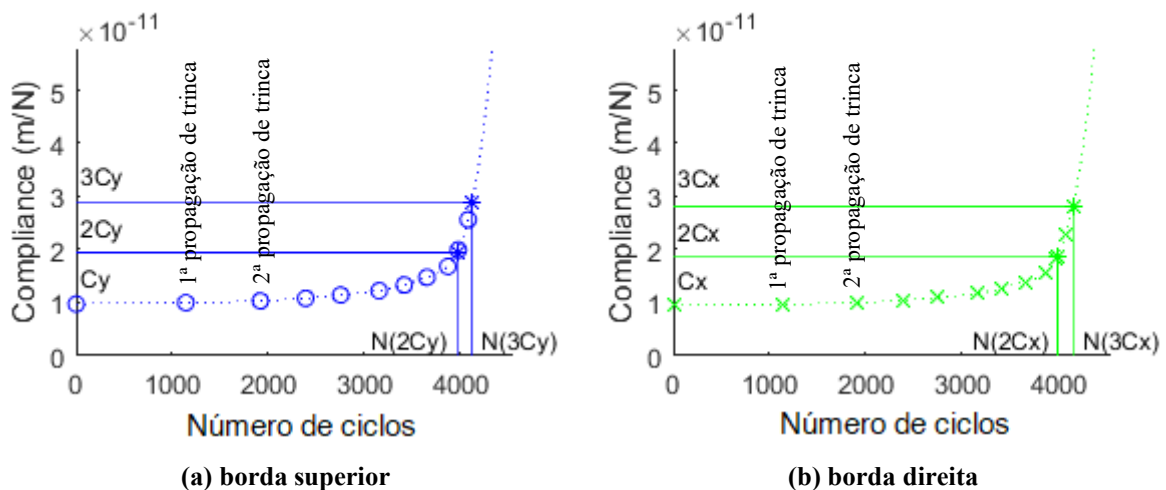 × 10⁻¹¹
Compliance (m/N)
5
4
3
2
1
0
1ª propagação de trinca
2ª propagação de trinca
3Cy
2Cy
Cy
N(2Cy)
N(3Cy)
0
1000
2000
3000
4000
Número de ciclos
(a) borda superior
× 10⁻¹¹
Compliance (m/N)
5
4
3
2
1
0
1ª propagação de trinca
2ª propagação de trinca
3Cx
2Cx
Cx
N(2Cx)
N(3Cx)
0
1000
2000
3000
4000
Número de ciclos
(b) borda direita